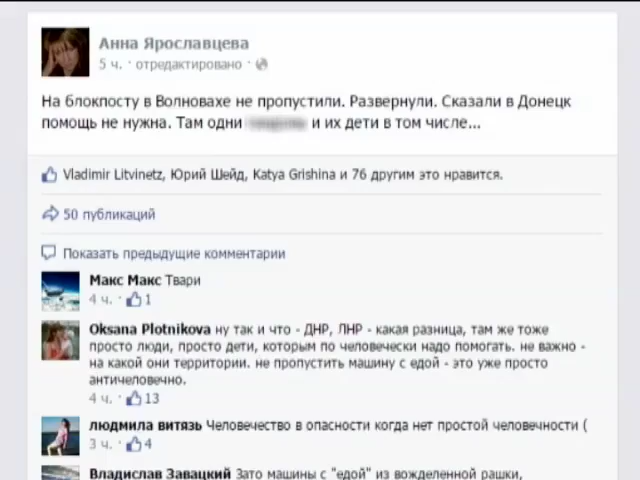 Анна Ярославцева
5 ч. · отредактировано ·
На блокпосту в Волновахе не пропустили. Развернули. Сказали в Донецк
помощь не нужна. Там одни и их дети в том числе...
Vladimir Litvinetz, Юрий Шейд, Katya Grishina и 76 другим это нравится.
50 публикаций
Показать предыдущие комментарии
Макс Макс Твари
4 ч. · 1
Oksana Plotnikova ну так и что - ДНР, ЛНР - какая разница, там же тоже
просто люди, просто дети, которым по человечески надо помогать. не важно -
на какой они территории. не пропустить машину с едой - это уже просто
античеловечно.
4 ч. · 13
людмила витязь Человечество в опасности когда нет простой человечности (
3 ч. · 4
Владислав Завацкий Зато машины с "едой" из вожделенной рашки,